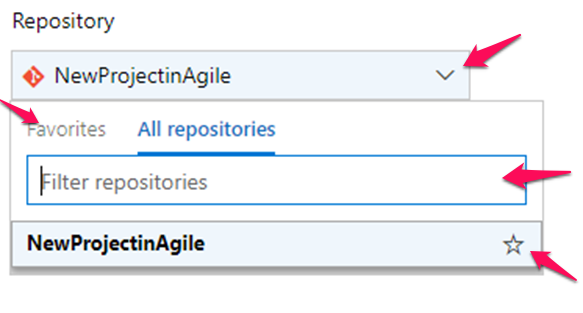 Repository
NewProjectinAgile
Favorites All repositories
Filter repositories
NewProjectinAgile